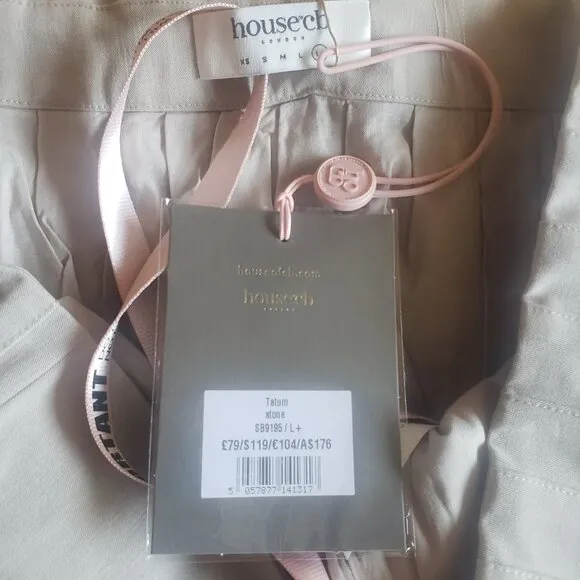 house of cb
LONDON
XS S M L L
houseofcb.com
house of cb
LONDON
Tatum
stone
SB9195 / L+
£79/$119/€104/A$176
5 057877 141317
TANT